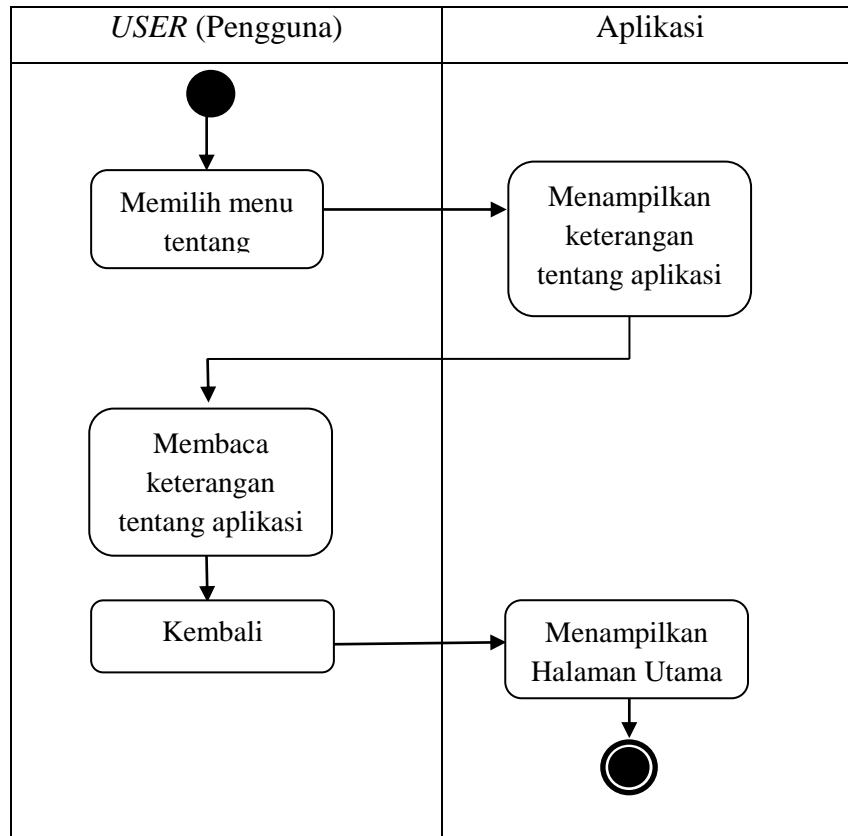 USER (Pengguna)
Aplikasi
Memilih menu
tentang
Menampilkan
keterangan
tentang aplikasi
Membaca
keterangan
tentang aplikasi
Kembali
Menampilkan
Halaman Utama